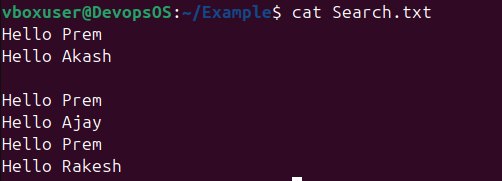 vboxuser@DevopsOS:~/Example$ cat Search.txt
Hello Prem
Hello Akash

Hello Prem
Hello Ajay
Hello Prem
Hello Rakesh